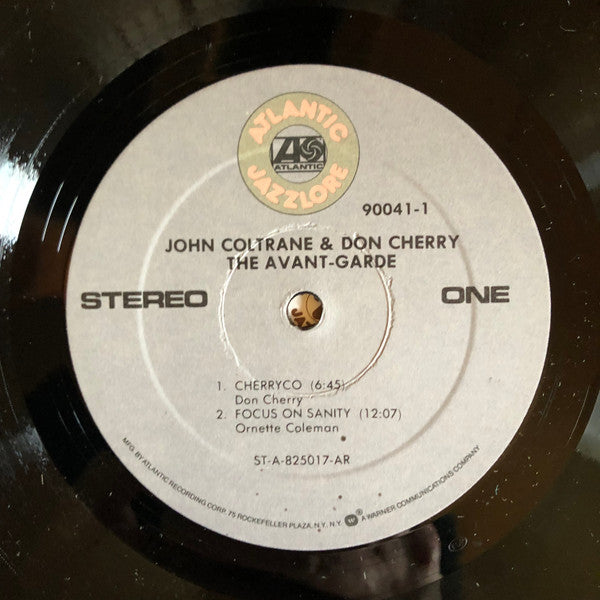 ATLANTIC
ATLANTIC
JAZZLORE
90041-1
JOHN COLTRANE & DON CHERRY
THE AVANT-GARDE
STEREO
ONE
1. CHERRYCO (6:45)
Don Cherry
2. FOCUS ON SANITY (12:07)
Ornette Coleman
ST-A-825017-AR
MFG. BY ATLANTIC RECORDING CORP. 75 ROCKEFELLER PLAZA, N.Y., N.Y. W ® A WARNER COMMUNICATIONS COMPANY